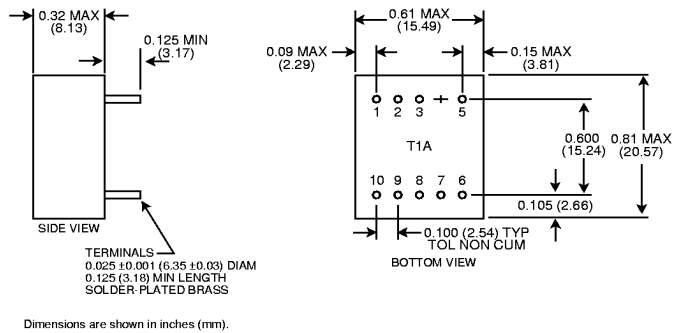 0.32 MAX
(8.13)
0.125 MIN
(3.17)
SIDE VIEW
TERMINALS
0.025 ±0.001 (6.35 ±0.03) DIAM
0.125 (3.18) MIN LENGTH
SOLDER-PLATED BRASS
0.61 MAX
(15.49)
0.09 MAX
(2.29)
0.15 MAX
(3.81)
1 2 3 5
T1A
10 9 8 7 6
0.600
(15.24)
0.81 MAX
(20.57)
0.105 (2.66)
0.100 (2.54) TYP
TOL NON CUM
BOTTOM VIEW
Dimensions are shown in inches (mm).